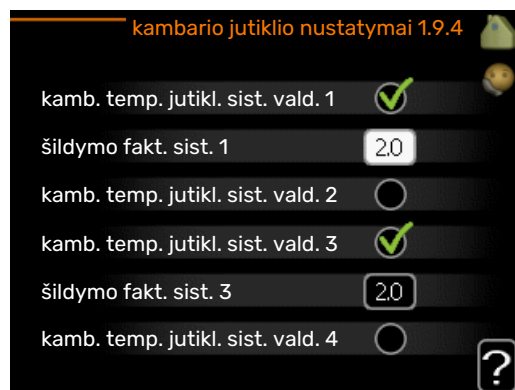 kambario jutiklio nustatymai 1.9.4
kamb. temp. jutikl. sist. vald. 1
šildymo fakt. sist. 1 2.0
kamb. temp. jutikl. sist. vald. 2
kamb. temp. jutikl. sist. vald. 3
šildymo fakt. sist. 3 2.0
kamb. temp. jutikl. sist. vald. 4
?